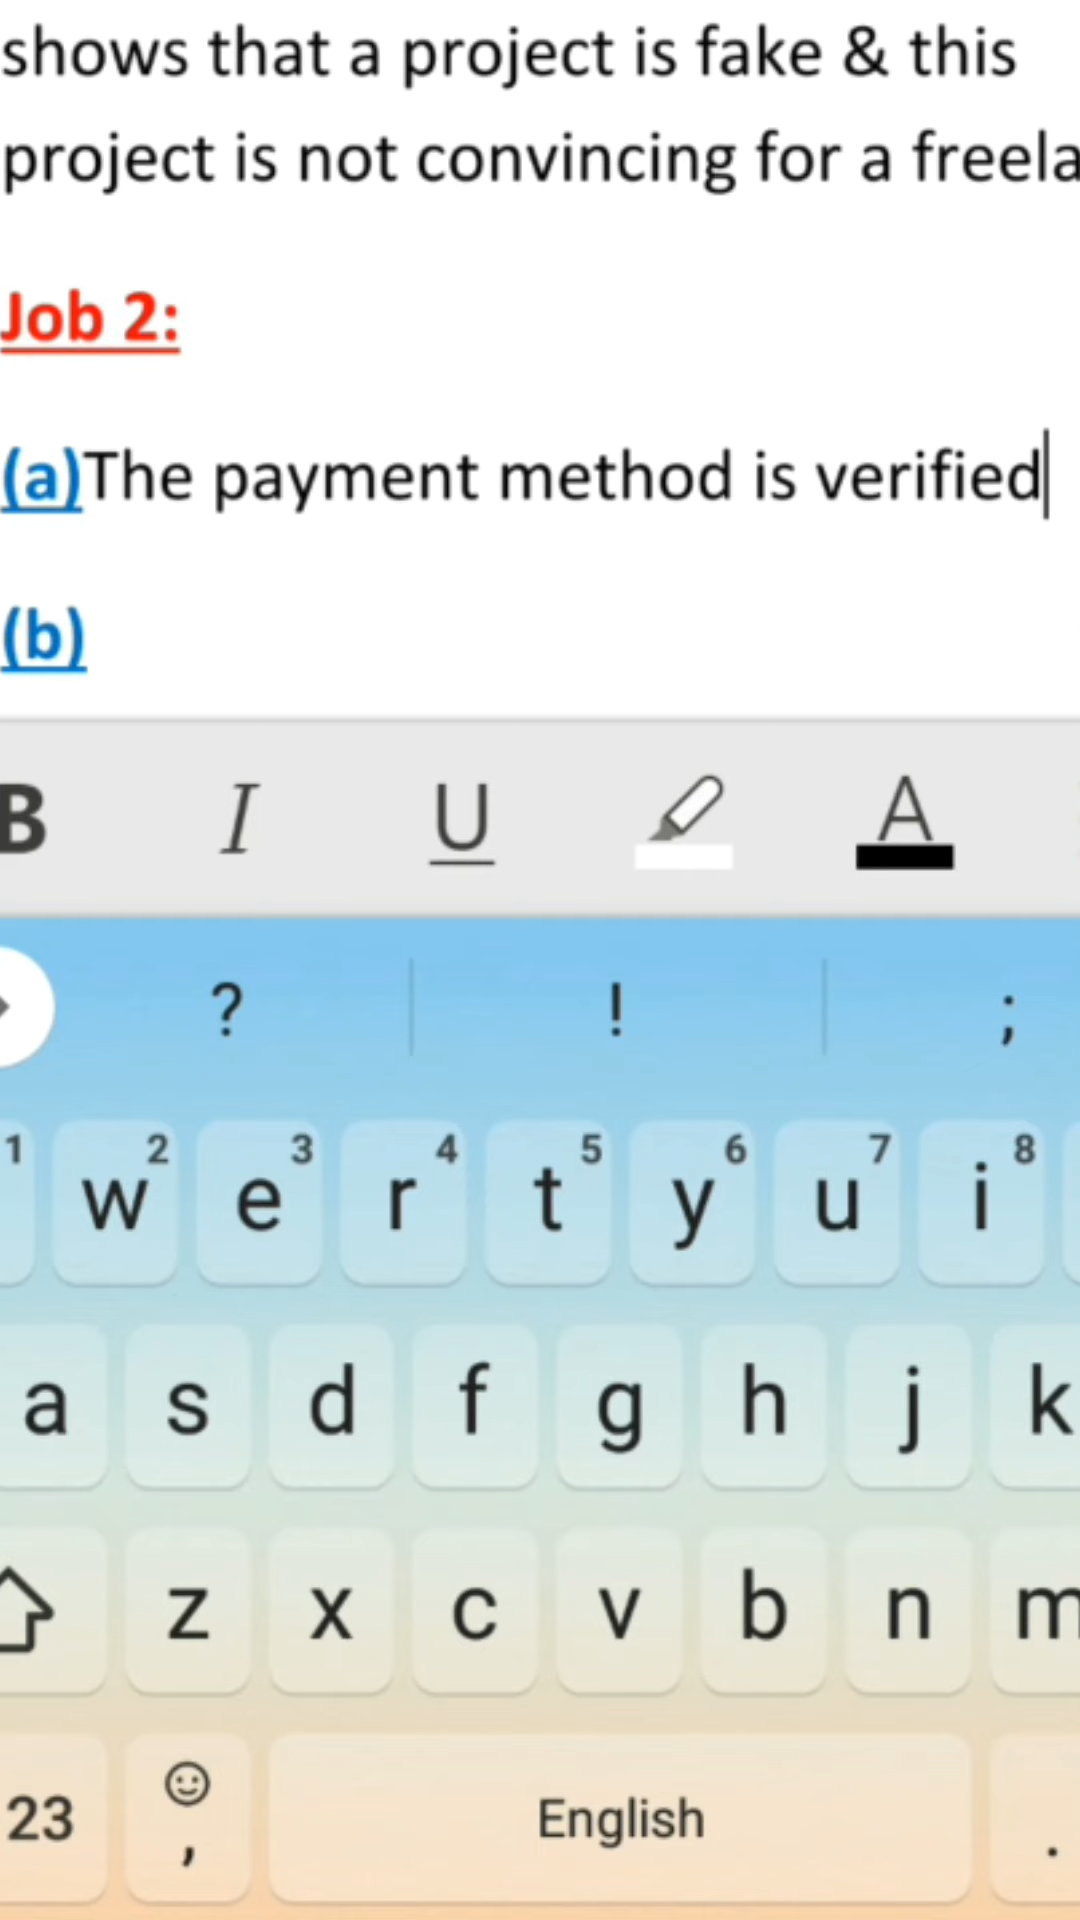 shows that a project is fake & this
project is not convincing for a freela
Job 2:
(a)The payment method is verified
(b)
B I U A
? ! ;
1 2 3 4 5 6 7 8
w e r t y u i
a s d f g h j k
z x c v b n m
23 , English .